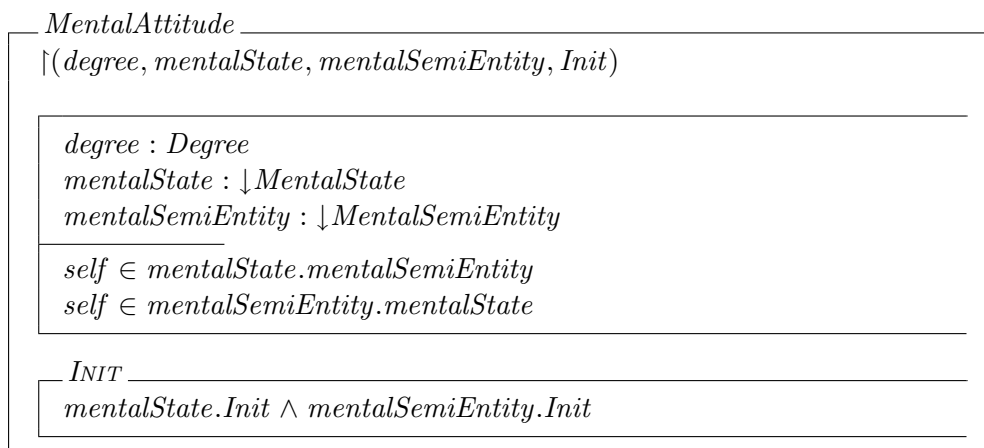 MentalAttitude
↾(degree, mentalState, mentalSemiEntity, Init)
degree : Degree
mentalState : ↓MentalState
mentalSemiEntity : ↓MentalSemiEntity
self ∈ mentalState.mentalSemiEntity
self ∈ mentalSemiEntity.mentalState
INIT
mentalState.Init ∧ mentalSemiEntity.Init